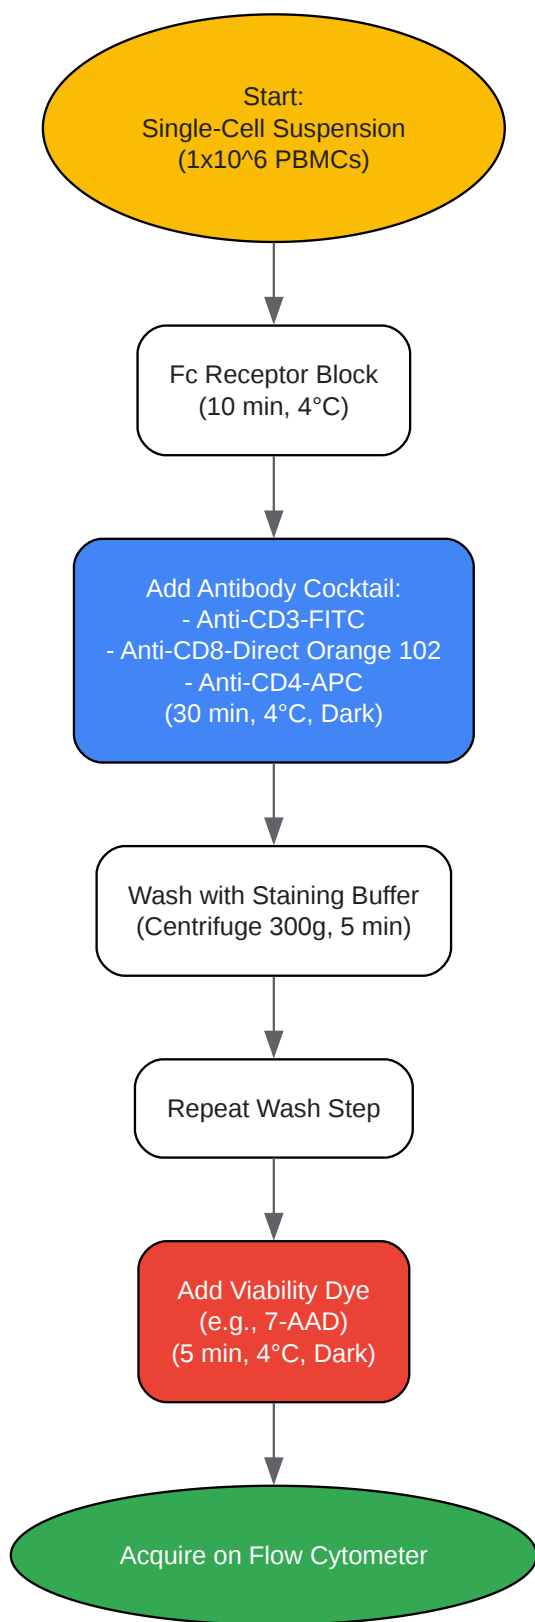 Start:
Single-Cell Suspension
(1x10^6 PBMCs)
Fc Receptor Block
(10 min, 4°C)
Add Antibody Cocktail:
- Anti-CD3-FITC
- Anti-CD8-Direct Orange 102
- Anti-CD4-APC
(30 min, 4°C, Dark)
Wash with Staining Buffer
(Centrifuge 300g, 5 min)
Repeat Wash Step
Add Viability Dye
(e.g., 7-AAD)
(5 min, 4°C, Dark)
Acquire on Flow Cytometer